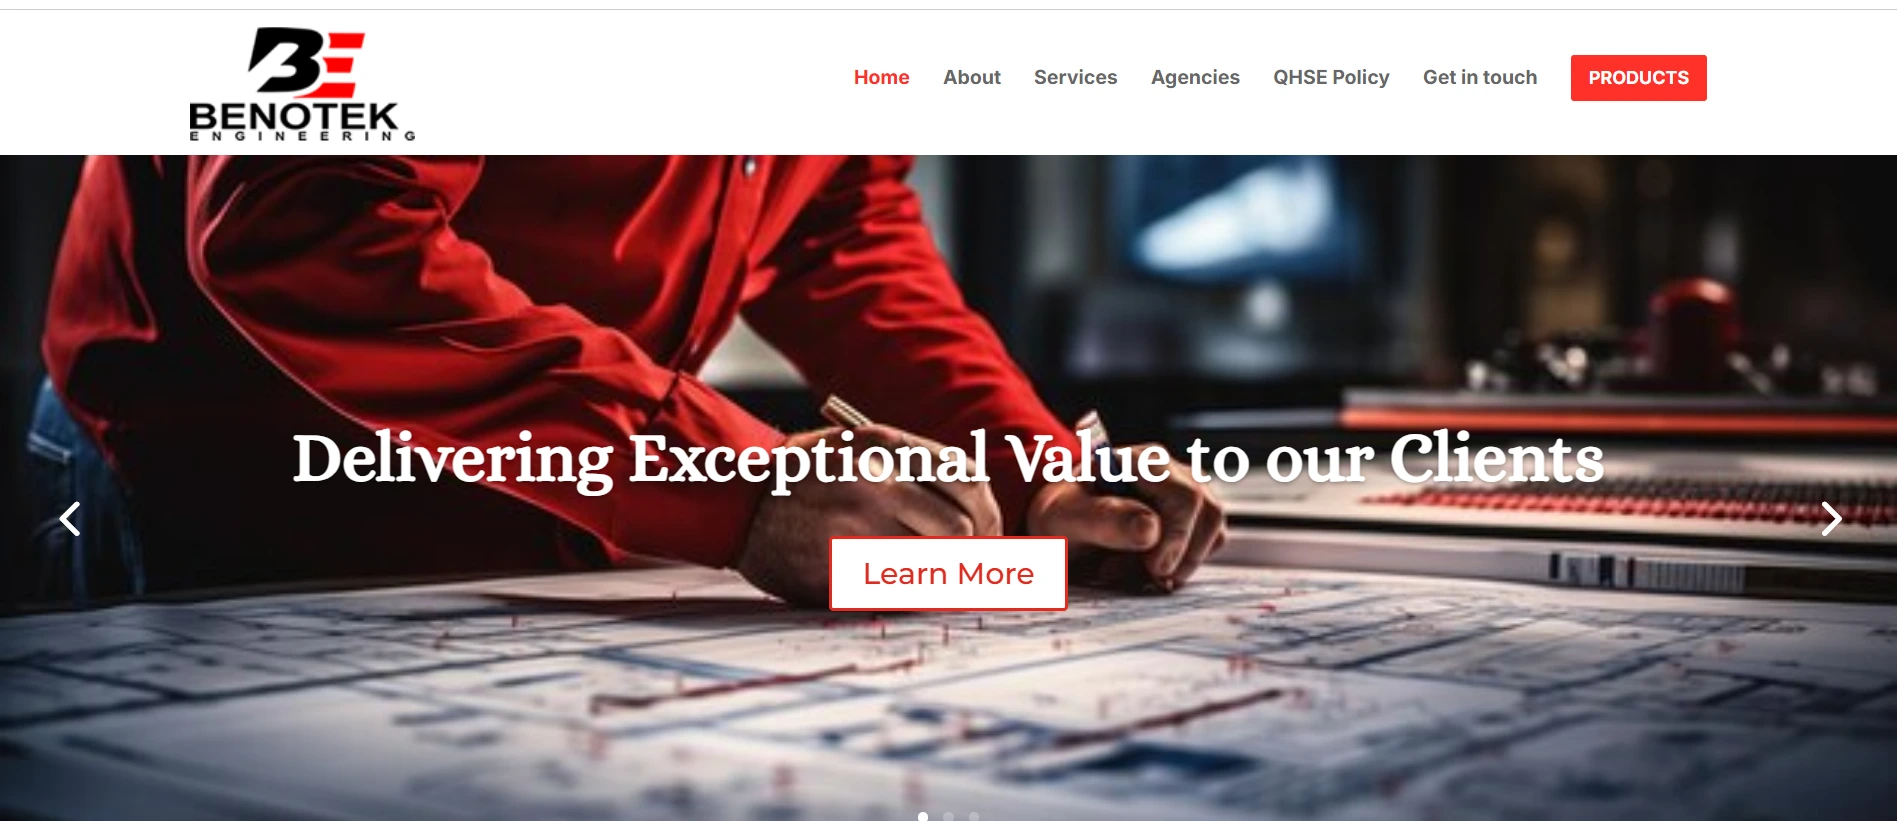 BENOTEK
ENGINEERING
Home About Services Agencies QHSE Policy Get in touch PRODUCTS
Delivering Exceptional Value to our Clients
Learn More